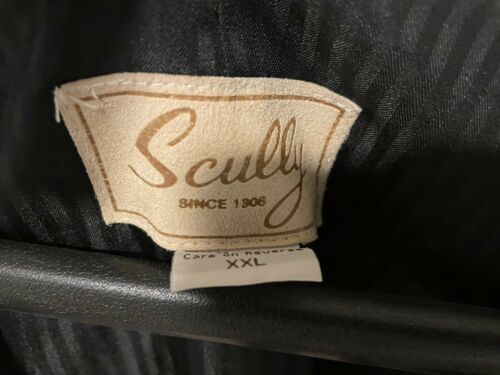 Scully
SINCE 1906
Care on Reverse
XXL